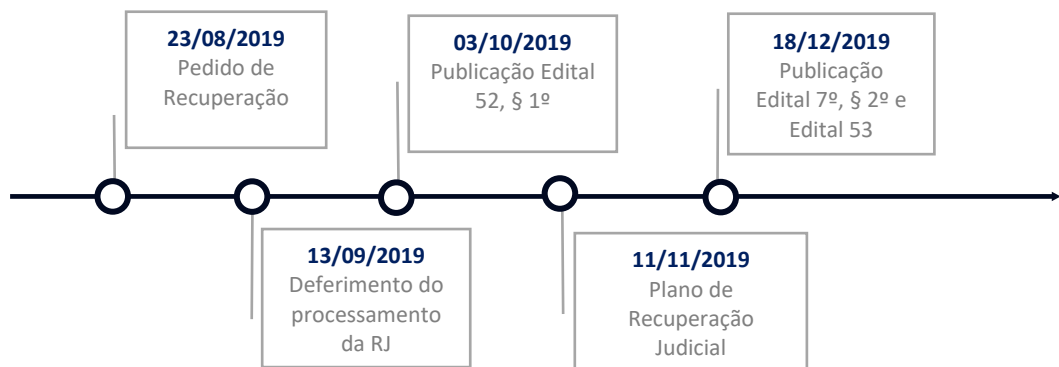 23/08/2019
Pedido de
Recuperação
03/10/2019
Publicação Edital
52, § 1º
18/12/2019
Publicação
Edital 7º, § 2º e
Edital 53
13/09/2019
Deferimento do
processamento
da RJ
11/11/2019
Plano de
Recuperação
Judicial